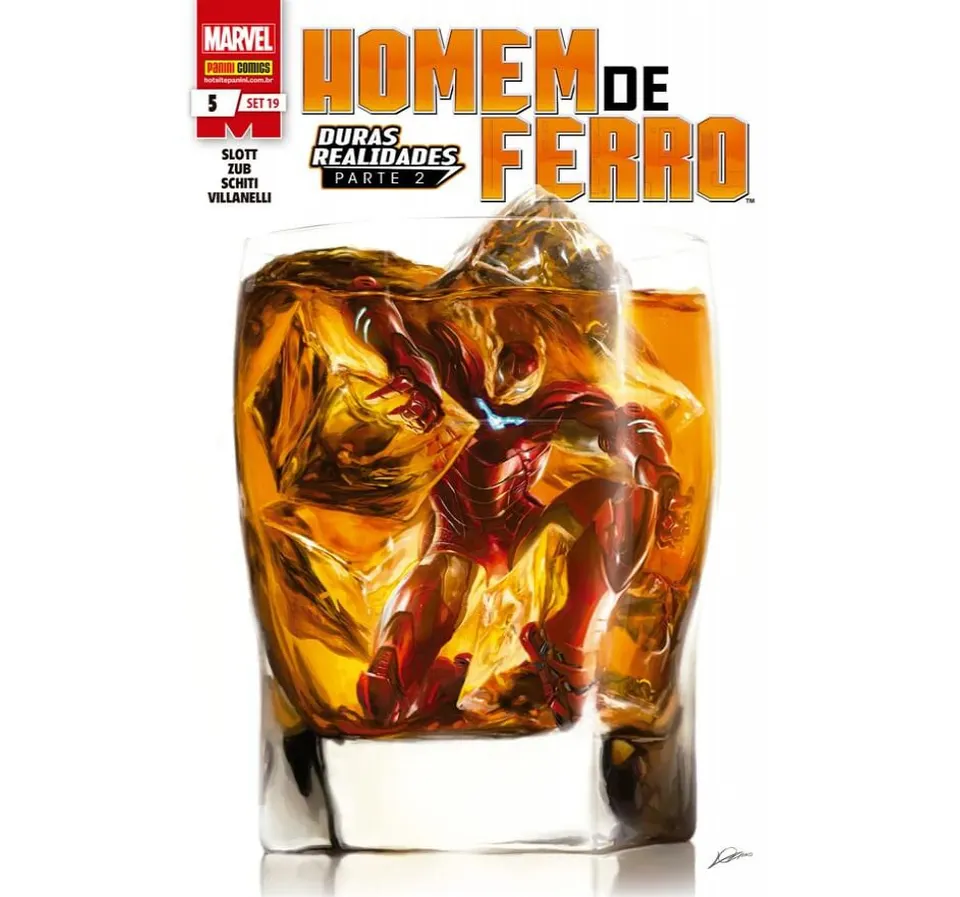 MARVEL
PANINI COMICS
hotsitepanini.com.br
5 SET 19
SLOTT
ZUB
SCHITI
VILLANELLI
HOMEM DE
FERRO
TM
DURAS
REALIDADES
PARTE 2